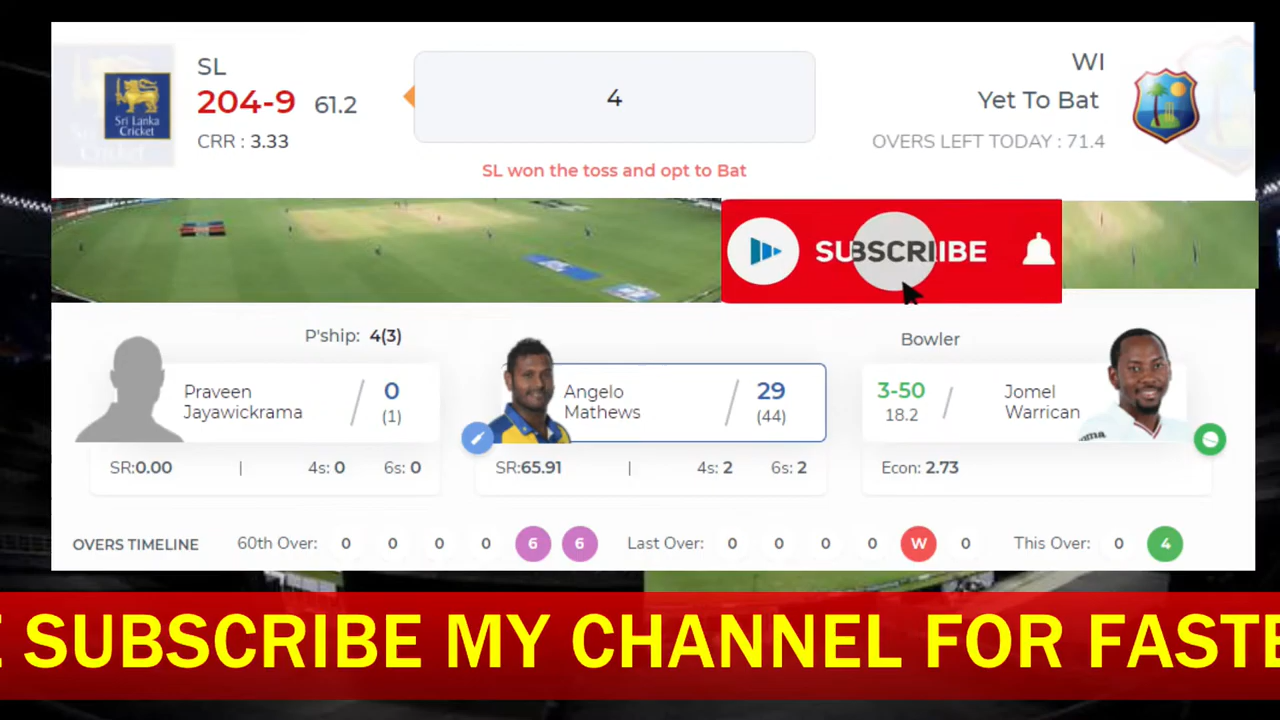 SL
204-9 61.2
CRR : 3.33
Sri Lanka
Cricket
4
SL won the toss and opt to Bat
WI
Yet To Bat
OVERS LEFT TODAY : 71.4
SUBSCRIBE
P'ship: 4(3)
Praveen
Jayawickrama
0
(1)
SR:0.00 | 4s: 0 6s: 0
Angelo
Mathews
29
(44)
SR:65.91 | 4s: 2 6s: 2
Bowler
3-50
18.2
Jomel
Warrican
Econ: 2.73
OVERS TIMELINE 60th Over: 0 0 0 0 6 6 Last Over: 0 0 0 0 W 0 This Over: 0 4
E SUBSCRIBE MY CHANNEL FOR FASTE